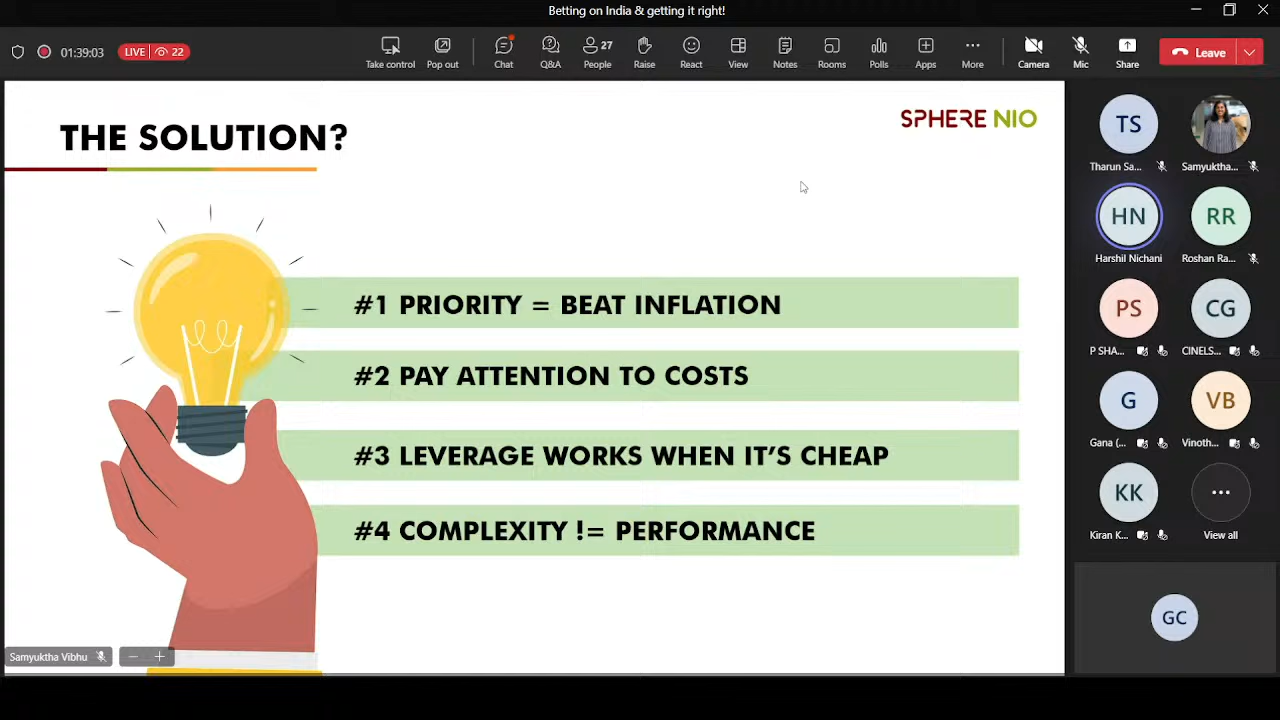 Betting on India & getting it right!
01:39:03
LIVE 22
Take control
Pop out
Chat
Q&A
27
People
Raise
React
View
Notes
Rooms
Polls
Apps
More
Camera
Mic
Share
Leave
THE SOLUTION?
SPHERE NIO
#1 PRIORITY = BEAT INFLATION
#2 PAY ATTENTION TO COSTS
#3 LEVERAGE WORKS WHEN IT'S CHEAP
#4 COMPLEXITY != PERFORMANCE
Samyuktha Vibhu
TS
Tharun Sa...
Samyuktha...
HN
Harshil Nichani
RR
Roshan Ra...
PS
P SHA...
CG
CINELS...
G
Gana (...
VB
Vinoth...
KK
Kiran K...
View all
GC